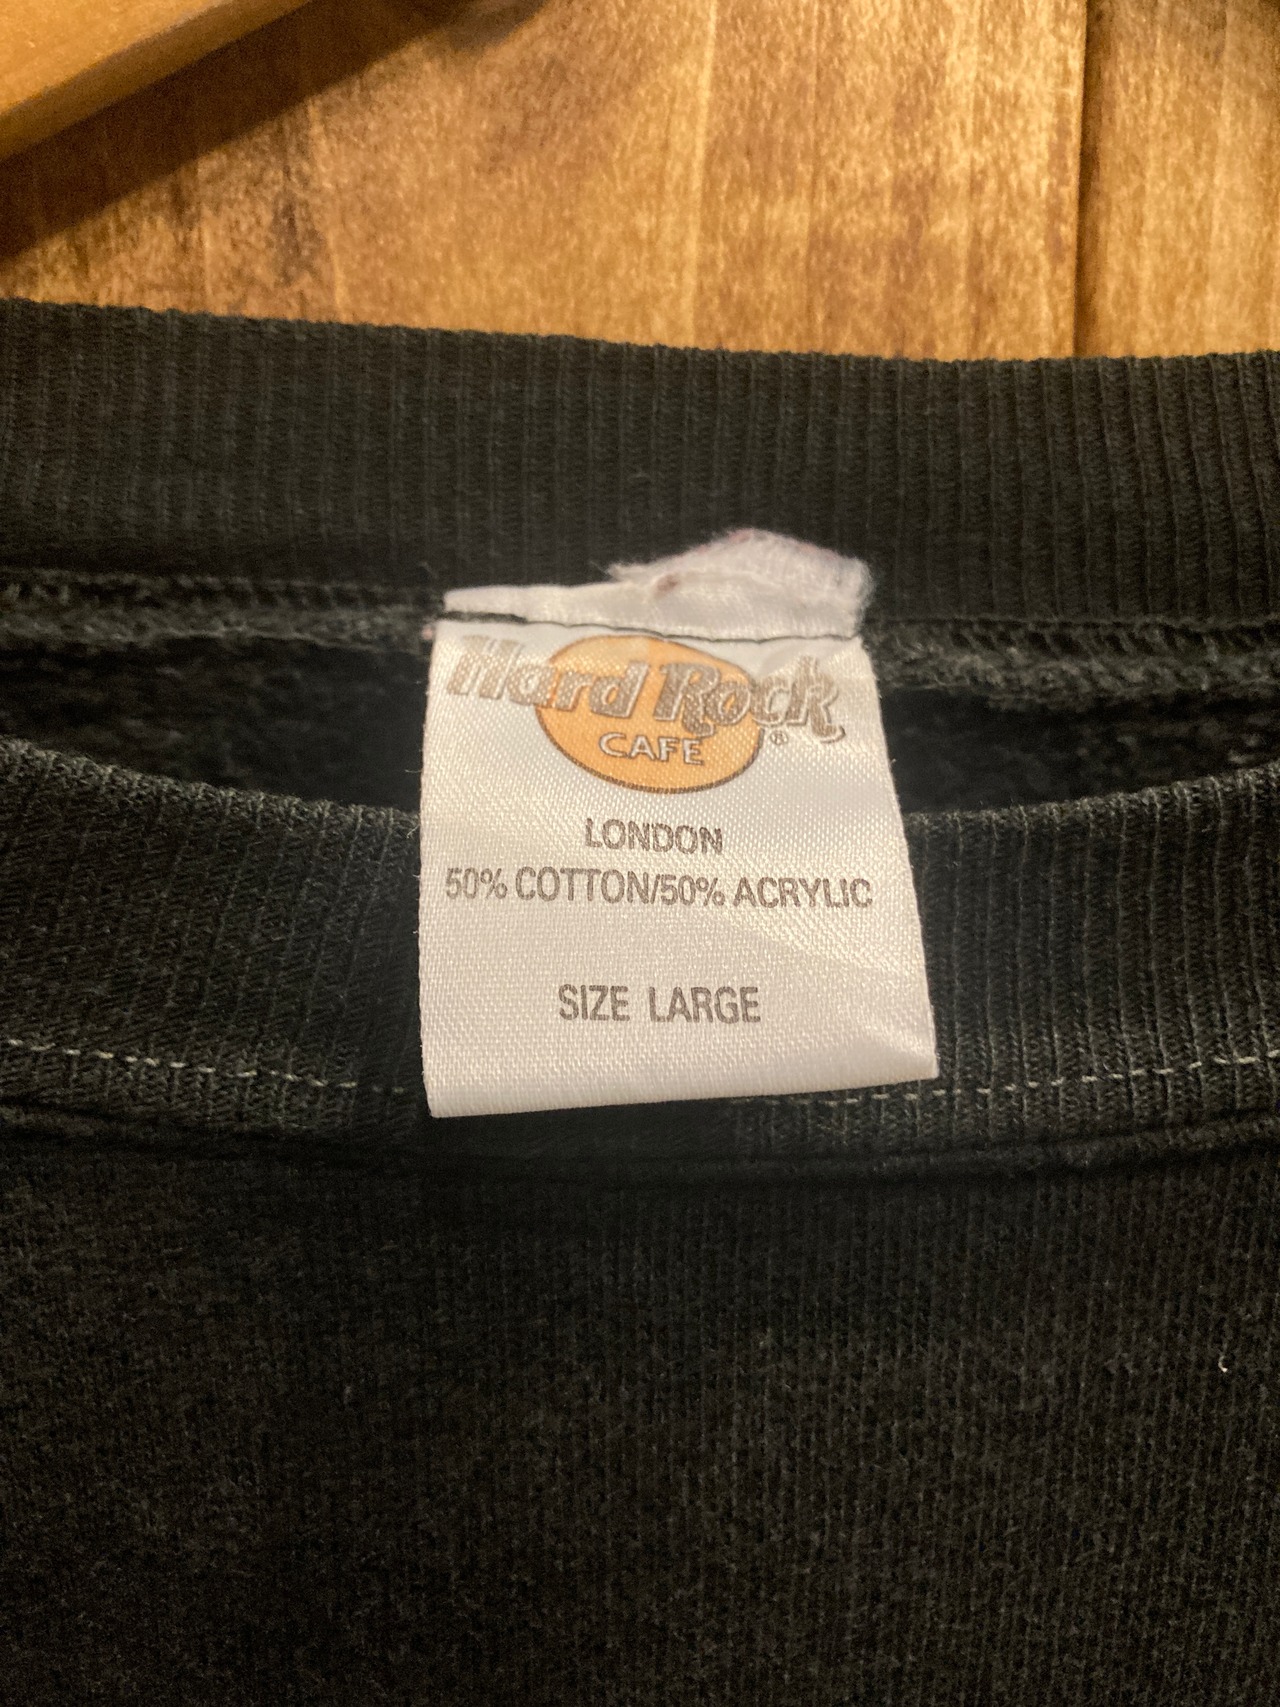 Hard Rock
CAFE
®
LONDON
50% COTTON/50% ACRYLIC
SIZE LARGE